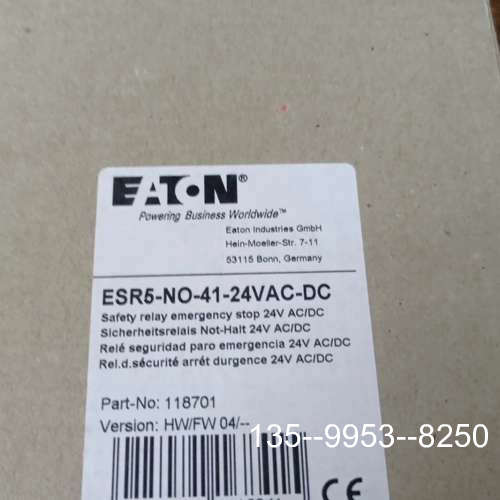 EATON®
Powering Business Worldwide™
Eaton Industries GmbH
Hein-Moeller-Str. 7-11
53115 Bonn, Germany
ESR5-NO-41-24VAC-DC
Safety relay emergency stop 24V AC/DC
Sicherheitsrelais Not-Halt 24V AC/DC
Relé seguridad paro emergencia 24V AC/DC
Rel.d.sécurité arrét durgence 24V AC/DC
Part-No: 118701
Version: HW/FW 04/--
135--9953--8250
CE